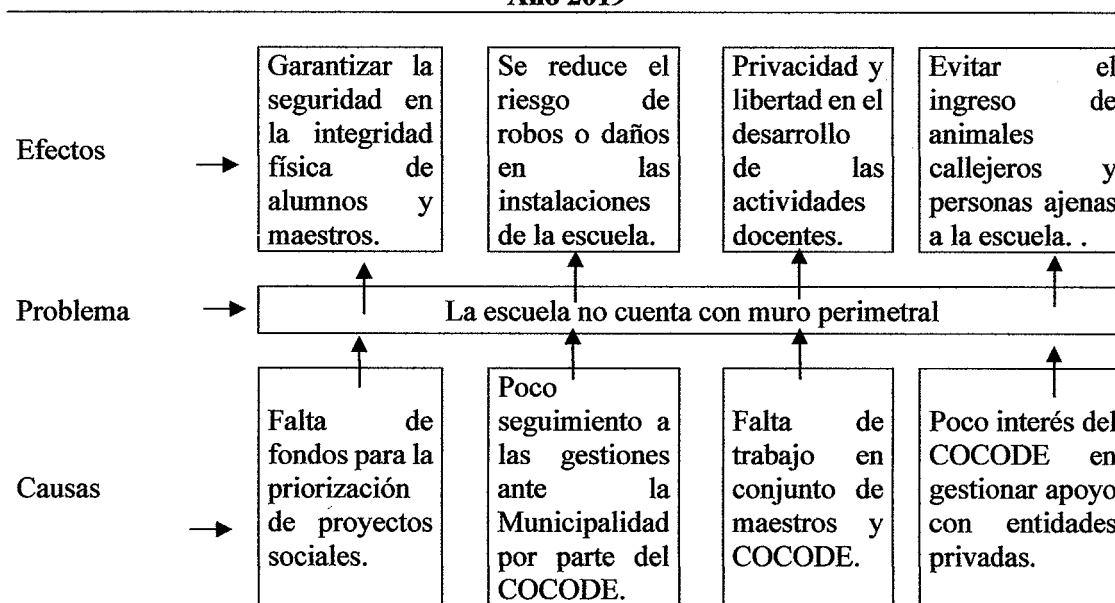 Año 2019
Efectos
Garantizar la
seguridad en
la integridad
física de
alumnos y
maestros.
Se reduce el
riesgo de
robos o daños
en las
instalaciones
de la escuela.
Privacidad y
libertad en el
desarrollo
de las
actividades
docentes.
Evitar el
ingreso de
animales
callejeros y
personas ajenas
a la escuela. .
Problema
La escuela no cuenta con muro perimetral
Causas
Falta de
fondos para la
priorización
de proyectos
sociales.
Poco
seguimiento a
las gestiones
ante la
Municipalidad
por parte del
COCODE.
Falta de
trabajo en
conjunto de
maestros y
COCODE.
Poco interés del
COCODE en
gestionar apoyo
con entidades
privadas.